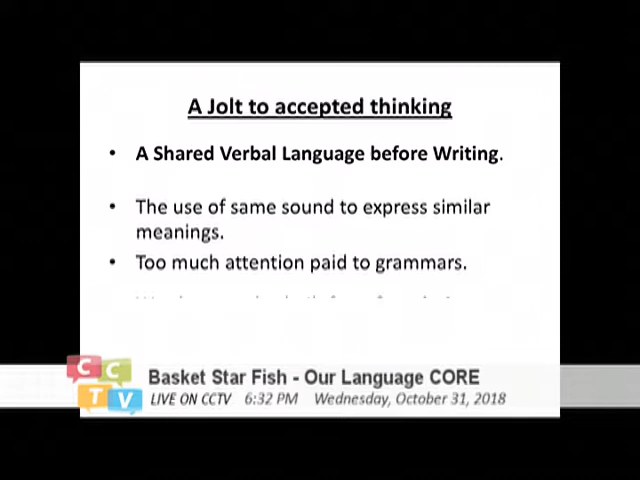 A Jolt to accepted thinking
• A Shared Verbal Language before Writing.
• The use of same sound to express similar
meanings.
• Too much attention paid to grammars.
CC
TV
Basket Star Fish - Our Language CORE
LIVE ON CCTV 6:32 PM Wednesday, October 31, 2018